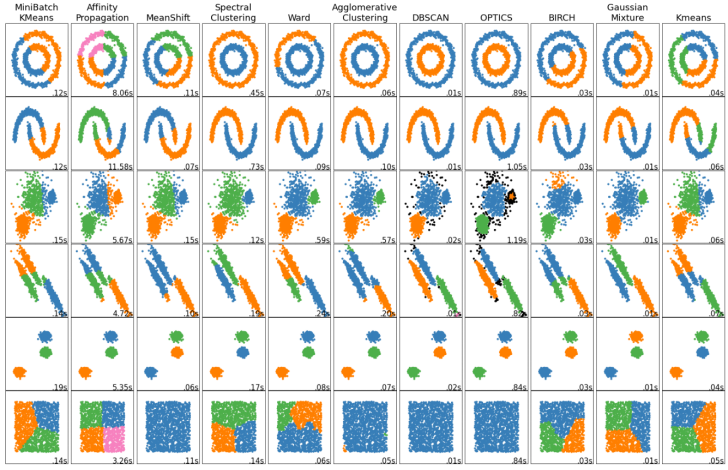 MiniBatch KMeans
Affinity Propagation
MeanShift
Spectral Clustering
Ward
Agglomerative Clustering
DBSCAN
OPTICS
BIRCH
Gaussian Mixture
Kmeans
.12s 8.06s .11s .45s .07s .06s .01s .89s .03s .01s .04s
.12s 11.58s .07s .73s .09s .10s .01s 1.05s .03s .01s .06s
.15s 5.67s .15s .12s .59s .57s .02s 1.19s .03s .01s .06s
.14s 4.72s .10s .19s .24s .20s .01s .03s .01s .07s
.19s 5.35s .06s .17s .08s .07s .02s .84s .03s .01s .04s
.14s 3.26s .11s .14s .06s .05s .01s .84s .03s .01s .05s